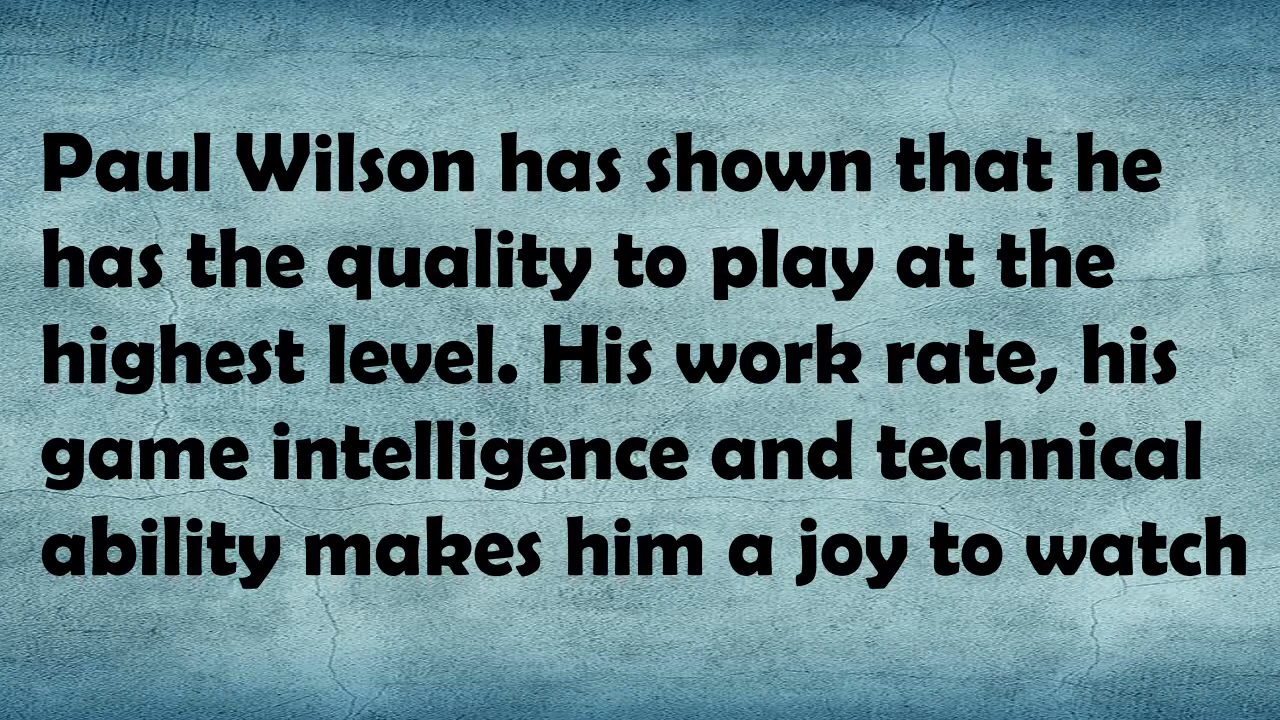 Paul Wilson has shown that he
has the quality to play at the
highest level. His work rate, his
game intelligence and technical
ability makes him a joy to watch